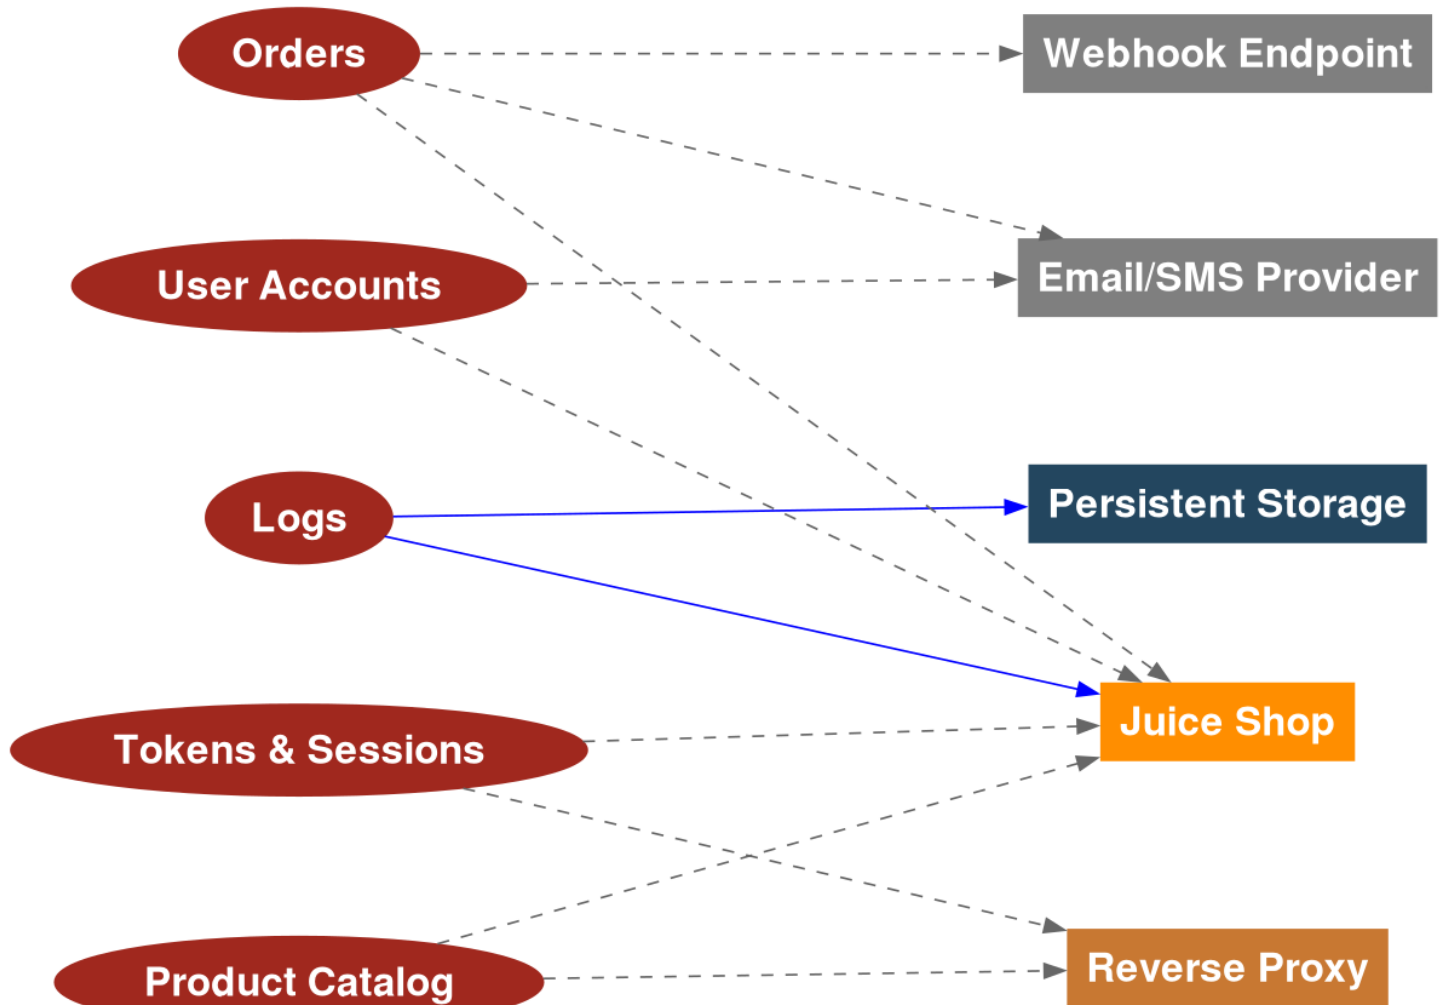 Orders
Webhook Endpoint
User Accounts
Email/SMS Provider
Logs
Persistent Storage
Tokens & Sessions
Juice Shop
Product Catalog
Reverse Proxy